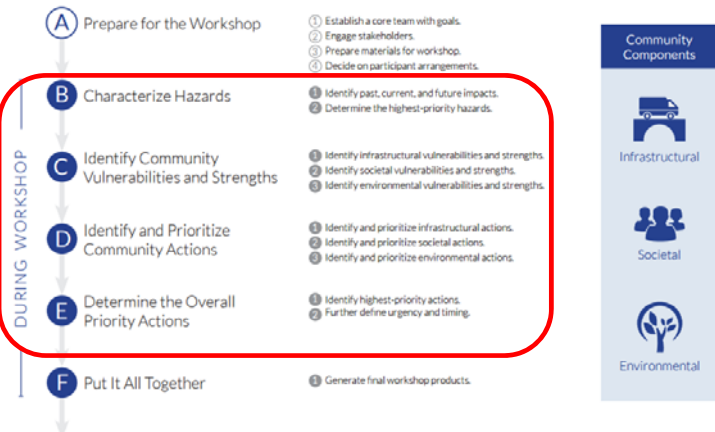 A Prepare for the Workshop
1 Establish a core team with goals.
2 Engage stakeholders.
3 Prepare materials for workshop.
4 Decide on participant arrangements.
DURING WORKSHOP
B Characterize Hazards
1 Identify past, current, and future impacts.
2 Determine the highest-priority hazards.
C Identify Community
Vulnerabilities and Strengths
1 Identify infrastructural vulnerabilities and strengths.
2 Identify societal vulnerabilities and strengths.
3 Identify environmental vulnerabilities and strengths.
D Identify and Prioritize
Community Actions
1 Identify and prioritize infrastructural actions.
2 Identify and prioritize societal actions.
3 Identify and prioritize environmental actions.
E Determine the Overall
Priority Actions
1 Identify highest-priority actions.
2 Further define urgency and timing.
F Put It All Together
1 Generate final workshop products.
Community
Components
Infrastructural
Societal
Environmental